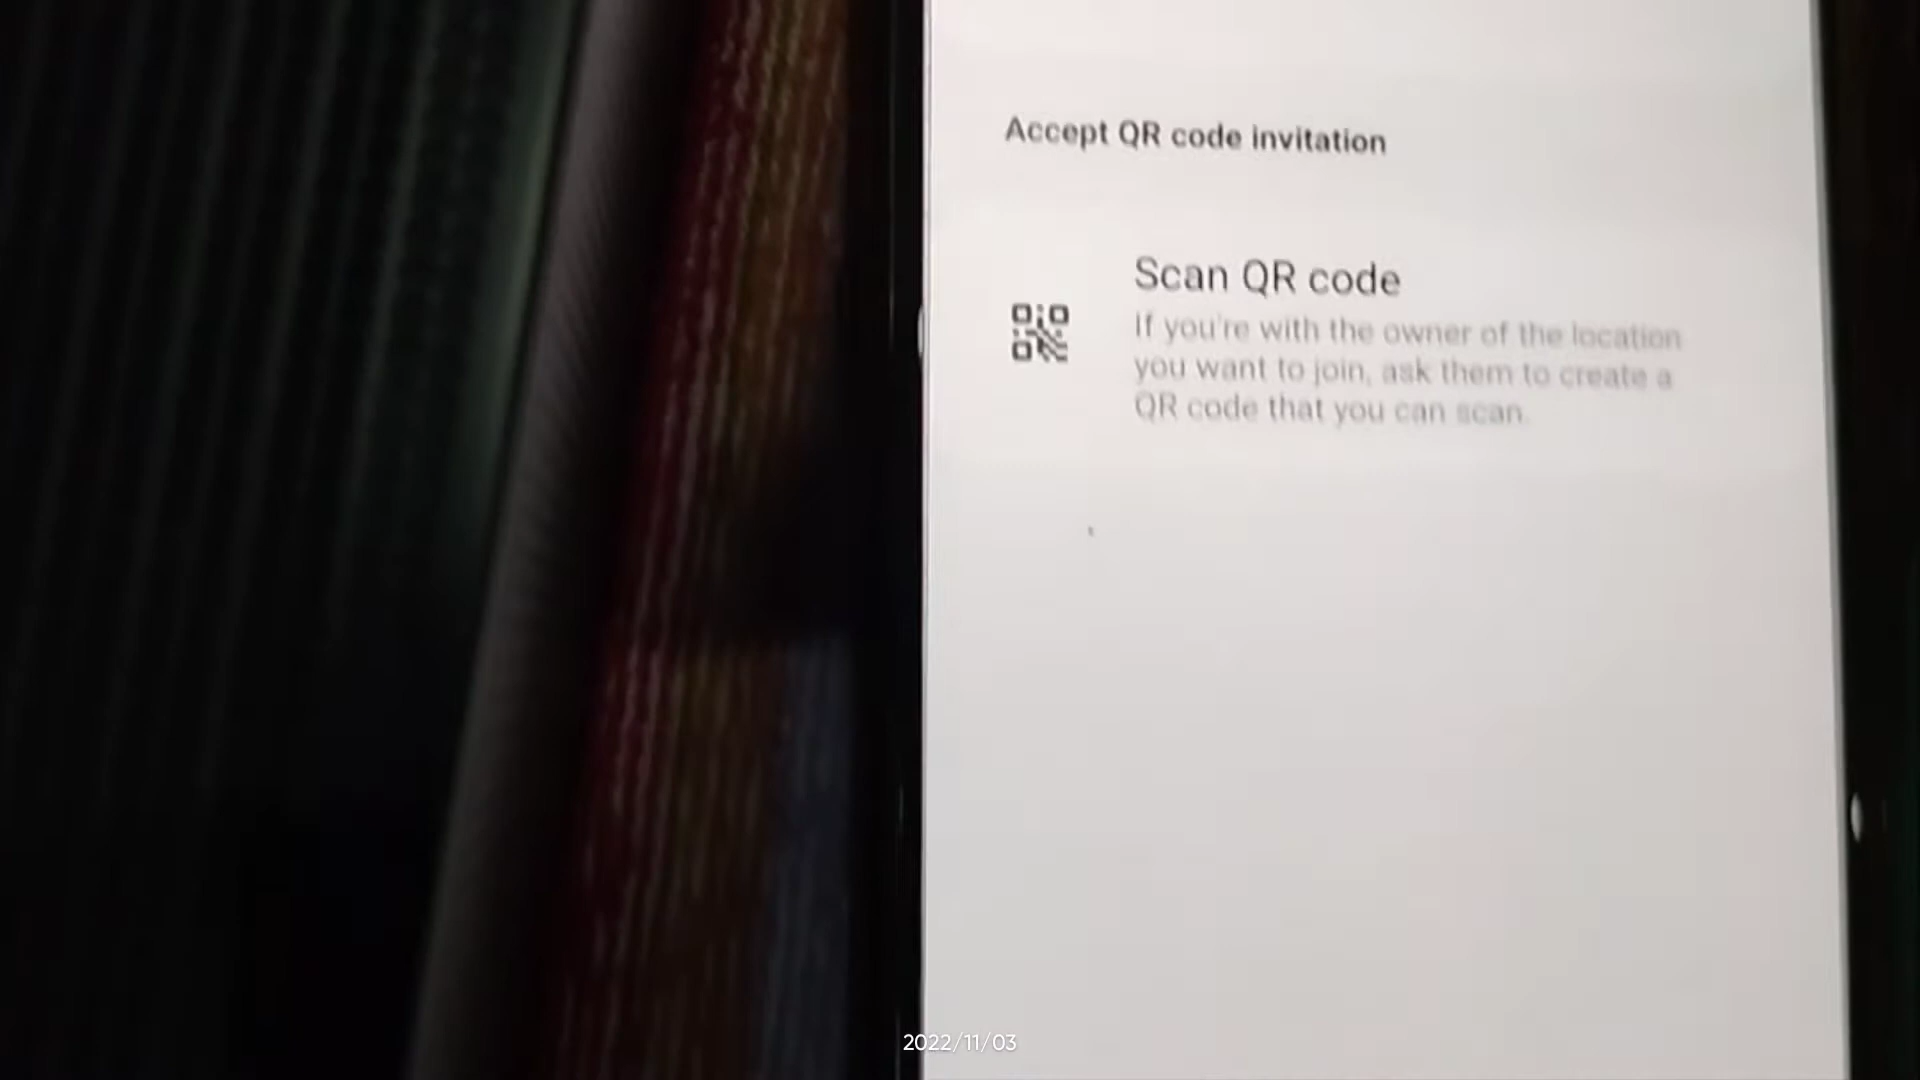 Accept QR code invitation
Scan QR code
If you're with the owner of the location
you want to join, ask them to create a
QR code that you can scan.
2022/11/03